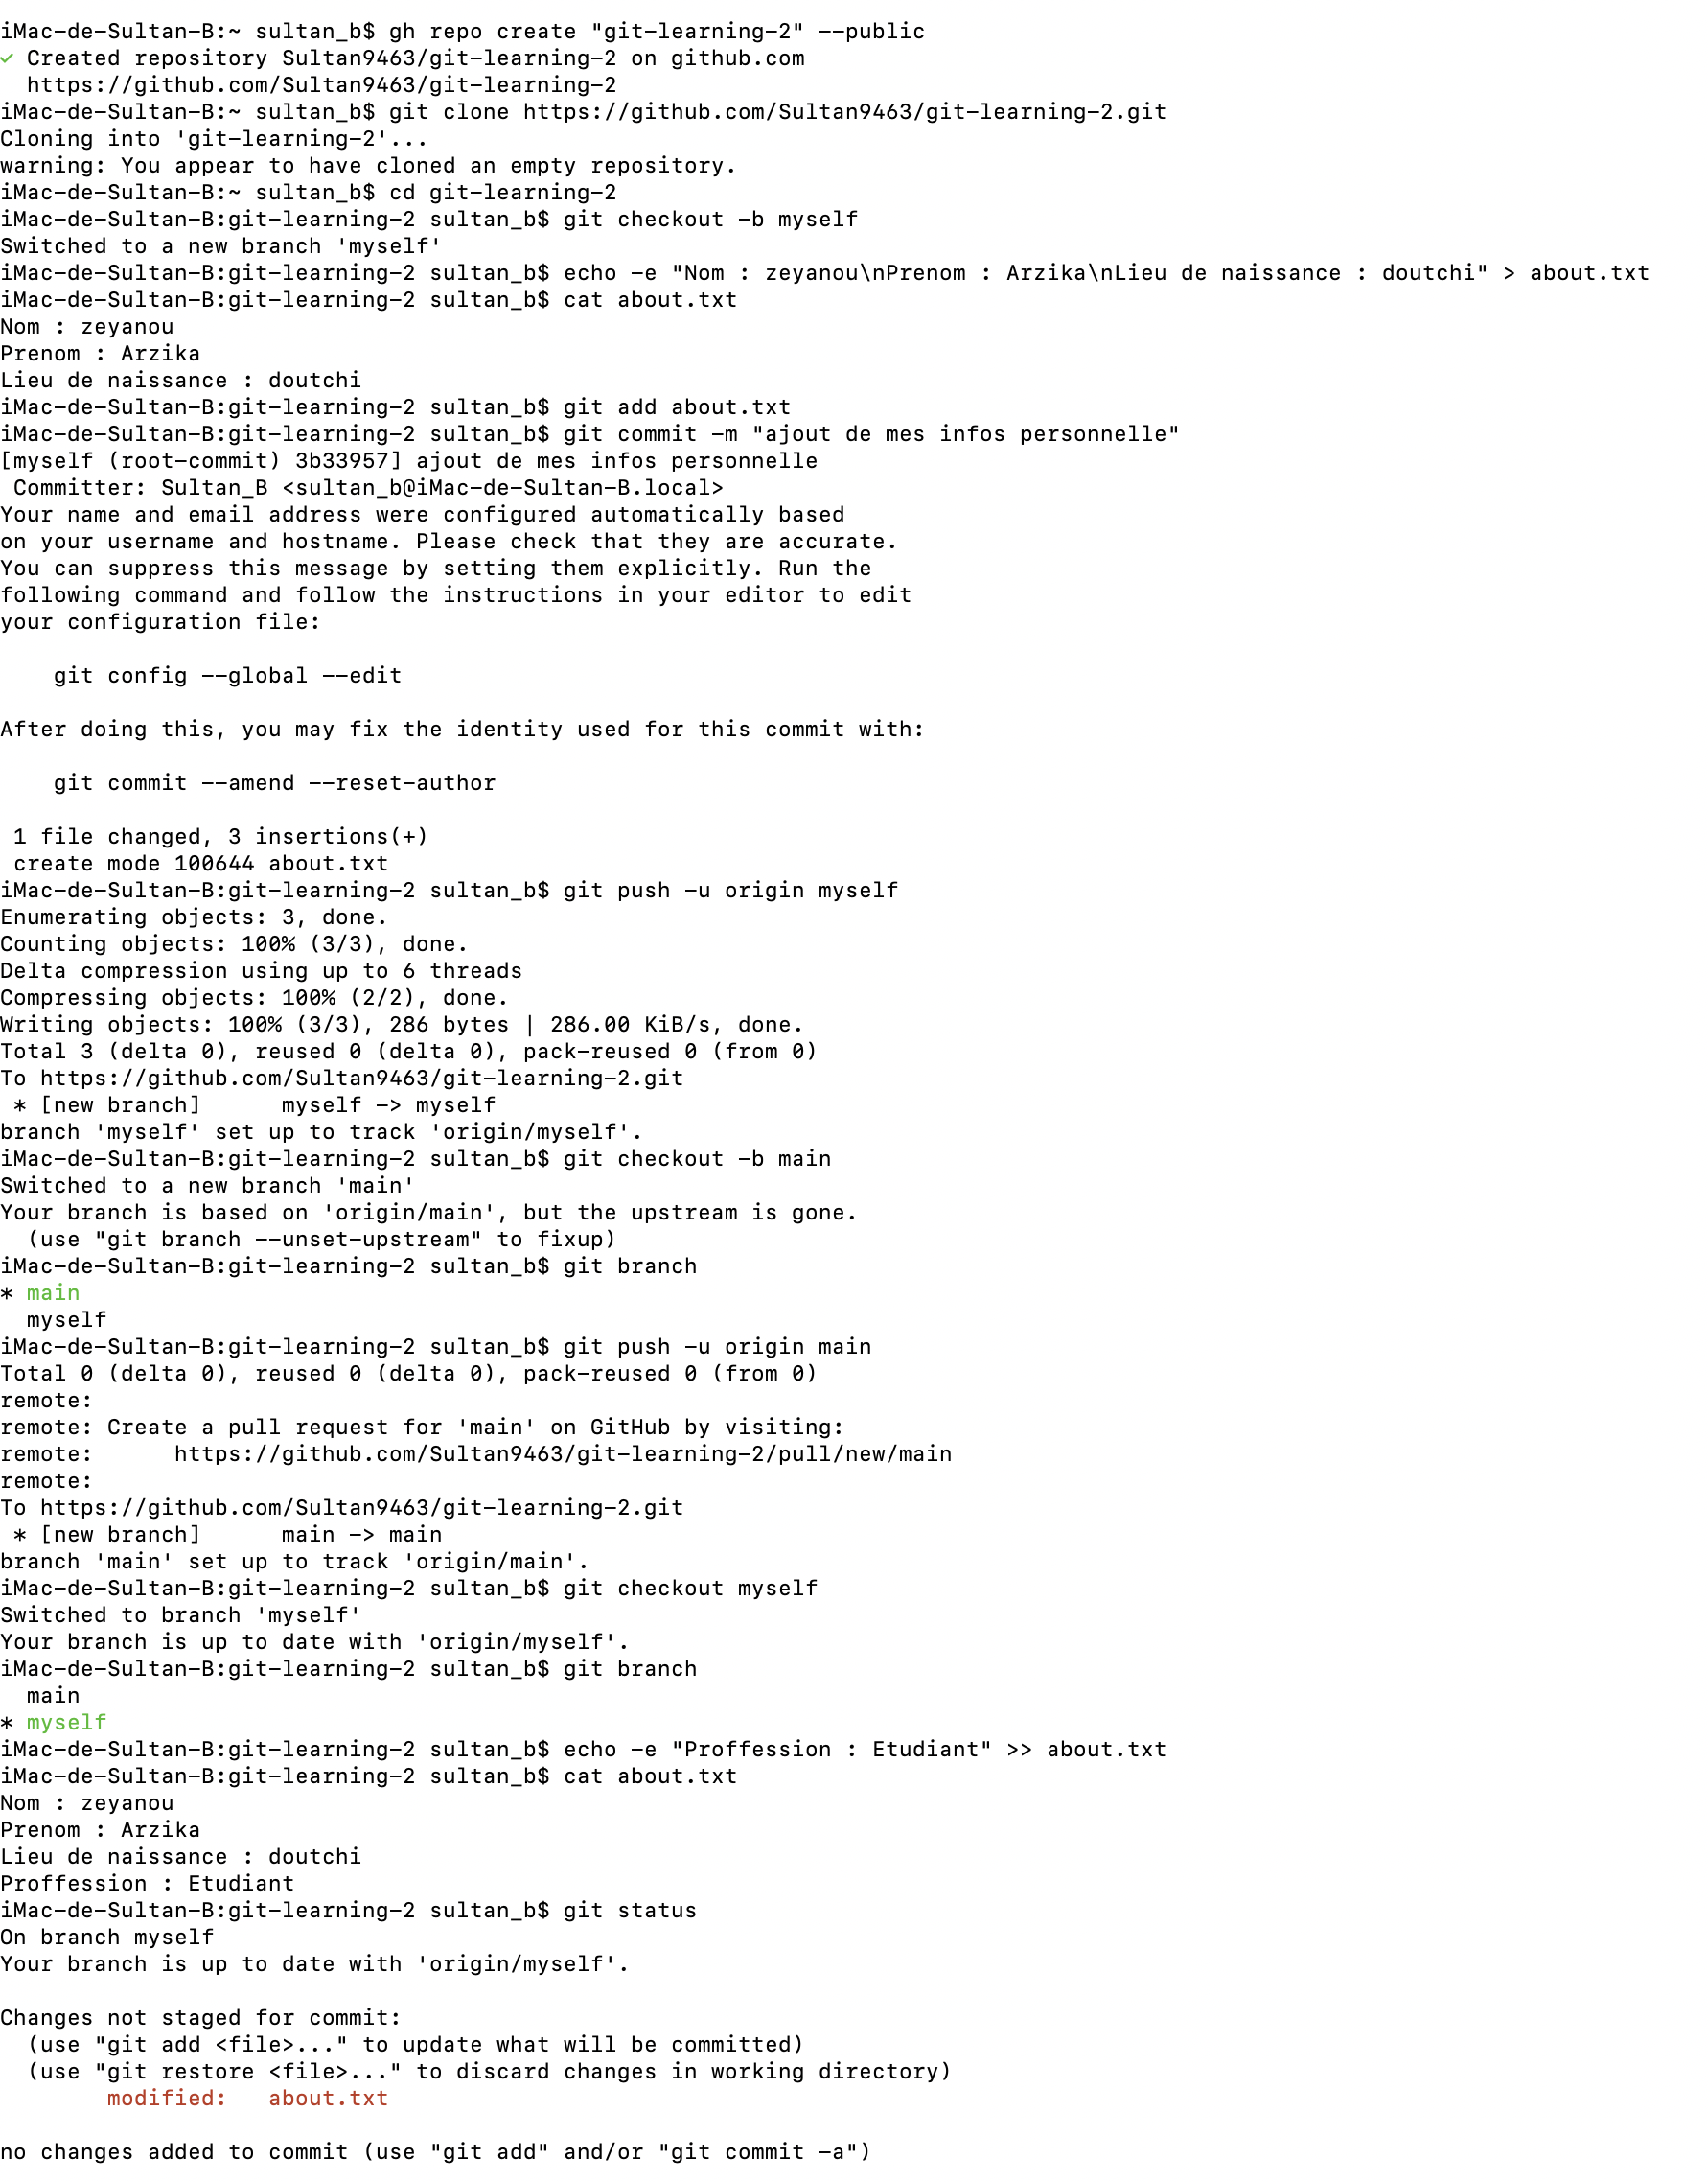 iMac-de-Sultan-B:~ sultan_b$ gh repo create "git-learning-2" --public
✓ Created repository Sultan9463/git-learning-2 on github.com
  https://github.com/Sultan9463/git-learning-2
iMac-de-Sultan-B:~ sultan_b$ git clone https://github.com/Sultan9463/git-learning-2.git
Cloning into 'git-learning-2'...
warning: You appear to have cloned an empty repository.
iMac-de-Sultan-B:~ sultan_b$ cd git-learning-2
iMac-de-Sultan-B:git-learning-2 sultan_b$ git checkout -b myself
Switched to a new branch 'myself'
iMac-de-Sultan-B:git-learning-2 sultan_b$ echo -e "Nom : zeyanou\nPrenom : Arzika\nLieu de naissance : doutchi" > about.txt
iMac-de-Sultan-B:git-learning-2 sultan_b$ cat about.txt
Nom : zeyanou
Prenom : Arzika
Lieu de naissance : doutchi
iMac-de-Sultan-B:git-learning-2 sultan_b$ git add about.txt
iMac-de-Sultan-B:git-learning-2 sultan_b$ git commit -m "ajout de mes infos personnelle"
[myself (root-commit) 3b33957] ajout de mes infos personnelle
 Committer: Sultan_B <sultan_b@iMac-de-Sultan-B.local>
Your name and email address were configured automatically based
on your username and hostname. Please check that they are accurate.
You can suppress this message by setting them explicitly. Run the
following command and follow the instructions in your editor to edit
your configuration file:

    git config --global --edit

After doing this, you may fix the identity used for this commit with:

    git commit --amend --reset-author

 1 file changed, 3 insertions(+)
 create mode 100644 about.txt
iMac-de-Sultan-B:git-learning-2 sultan_b$ git push -u origin myself
Enumerating objects: 3, done.
Counting objects: 100% (3/3), done.
Delta compression using up to 6 threads
Compressing objects: 100% (2/2), done.
Writing objects: 100% (3/3), 286 bytes | 286.00 KiB/s, done.
Total 3 (delta 0), reused 0 (delta 0), pack-reused 0 (from 0)
To https://github.com/Sultan9463/git-learning-2.git
 * [new branch]      myself -> myself
branch 'myself' set up to track 'origin/myself'.
iMac-de-Sultan-B:git-learning-2 sultan_b$ git checkout -b main
Switched to a new branch 'main'
Your branch is based on 'origin/main', but the upstream is gone.
  (use "git branch --unset-upstream" to fixup)
iMac-de-Sultan-B:git-learning-2 sultan_b$ git branch
* main
  myself
iMac-de-Sultan-B:git-learning-2 sultan_b$ git push -u origin main
Total 0 (delta 0), reused 0 (delta 0), pack-reused 0 (from 0)
remote:
remote: Create a pull request for 'main' on GitHub by visiting:
remote:      https://github.com/Sultan9463/git-learning-2/pull/new/main
remote:
To https://github.com/Sultan9463/git-learning-2.git
 * [new branch]      main -> main
branch 'main' set up to track 'origin/main'.
iMac-de-Sultan-B:git-learning-2 sultan_b$ git checkout myself
Switched to branch 'myself'
Your branch is up to date with 'origin/myself'.
iMac-de-Sultan-B:git-learning-2 sultan_b$ git branch
  main
* myself
iMac-de-Sultan-B:git-learning-2 sultan_b$ echo -e "Proffession : Etudiant" >> about.txt
iMac-de-Sultan-B:git-learning-2 sultan_b$ cat about.txt
Nom : zeyanou
Prenom : Arzika
Lieu de naissance : doutchi
Proffession : Etudiant
iMac-de-Sultan-B:git-learning-2 sultan_b$ git status
On branch myself
Your branch is up to date with 'origin/myself'.

Changes not staged for commit:
  (use "git add <file>..." to update what will be committed)
  (use "git restore <file>..." to discard changes in working directory)
        modified:   about.txt

no changes added to commit (use "git add" and/or "git commit -a")